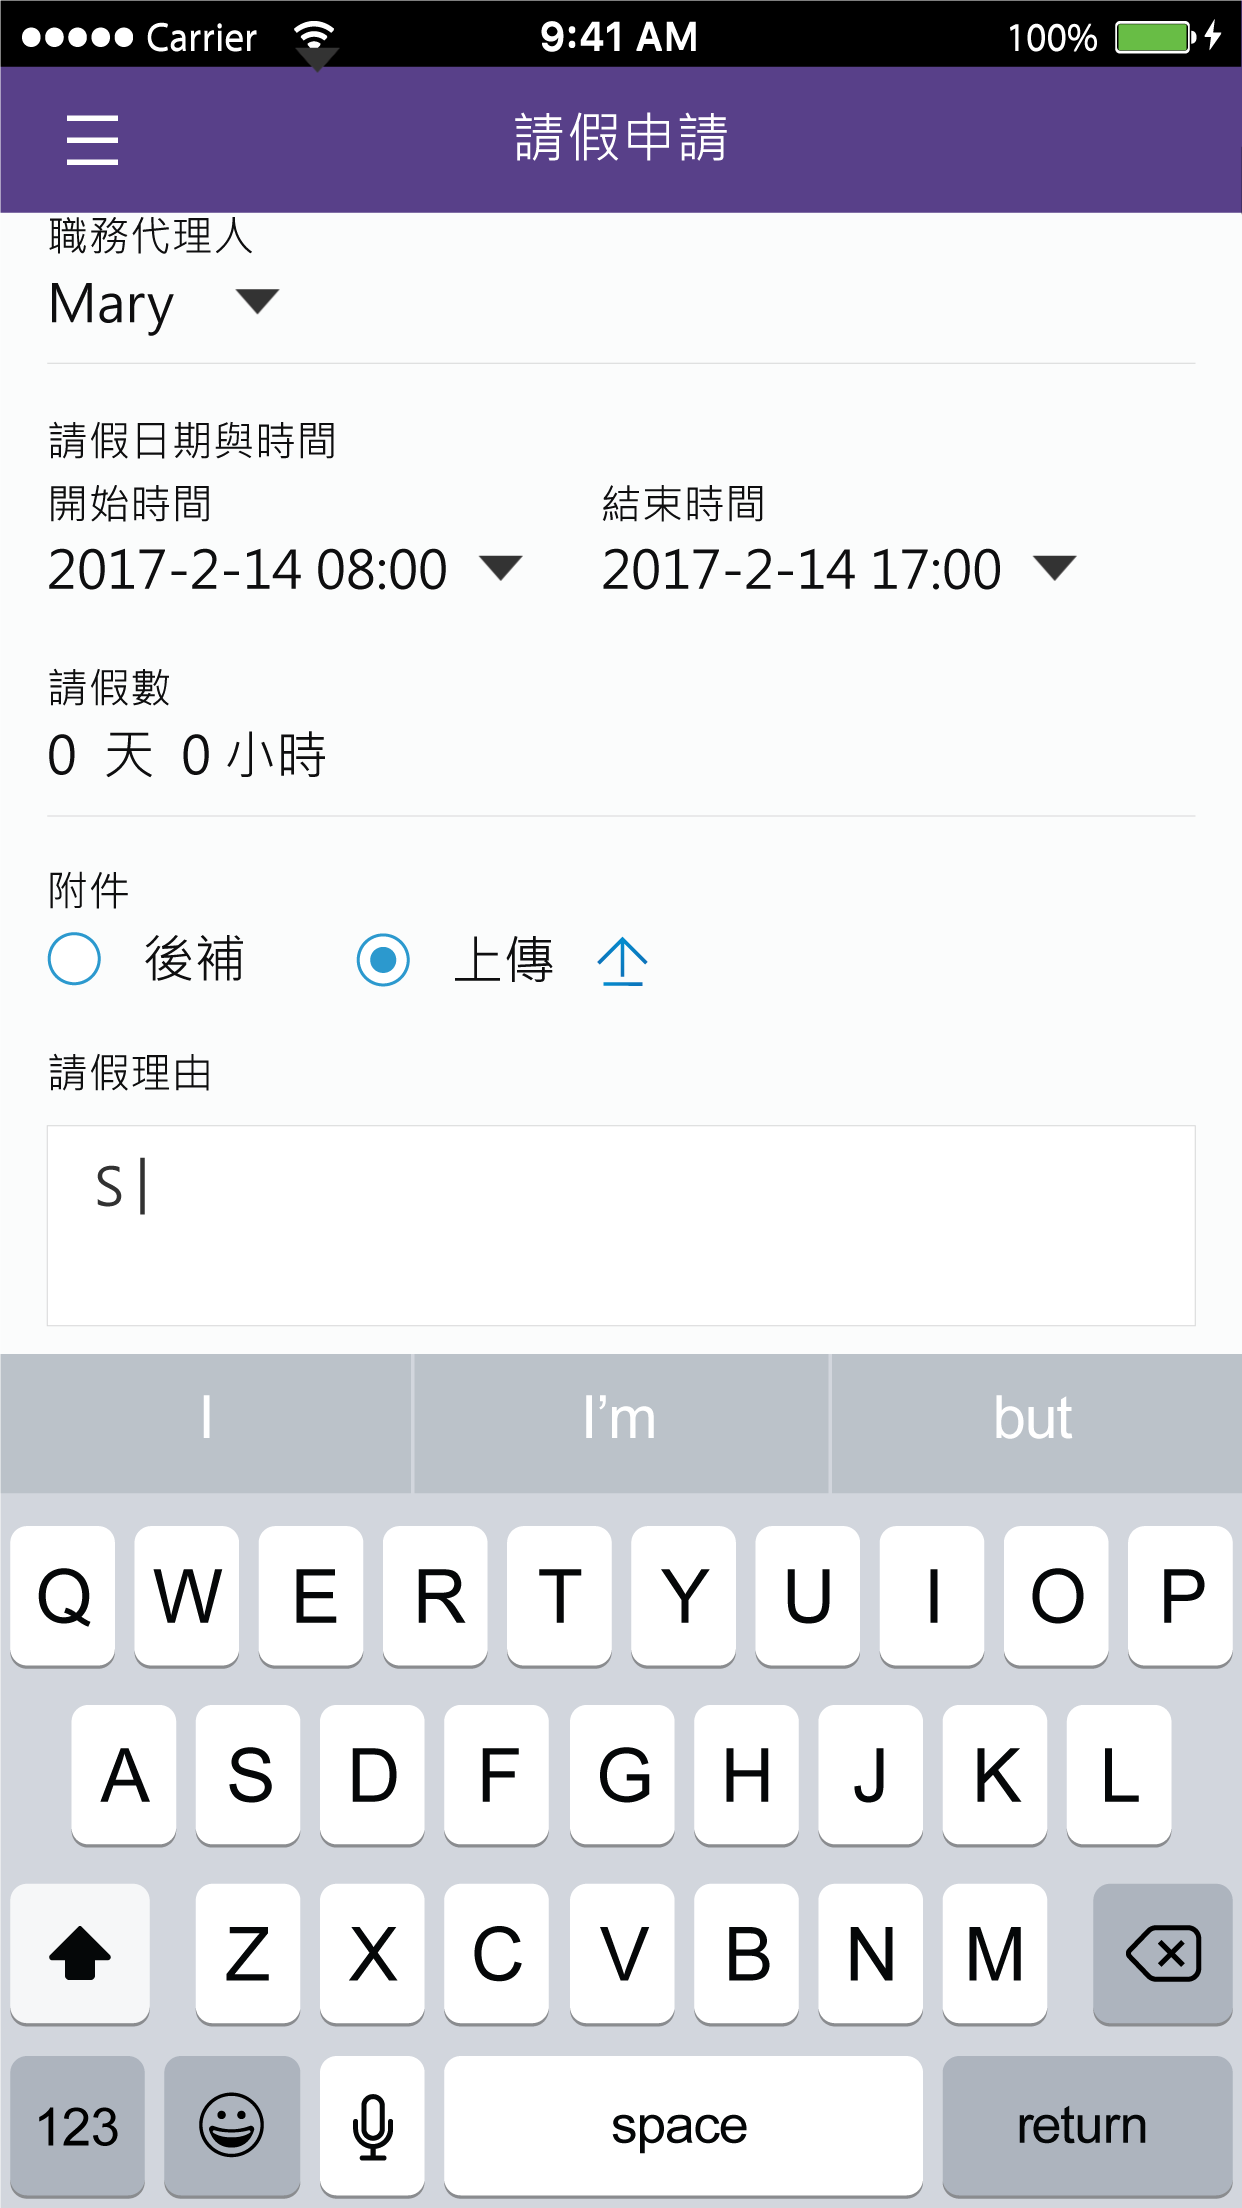 Carrier 9:41 AM 100%
請假申請
職務代理人
Mary
請假日期與時間
開始時間 結束時間
2017-2-14 08:00 2017-2-14 17:00
請假數
0 天 0 小時
附件
後補 上傳
請假理由
S
I I’m but
Q W E R T Y U I O P
A S D F G H J K L
Z X C V B N M
123 space return